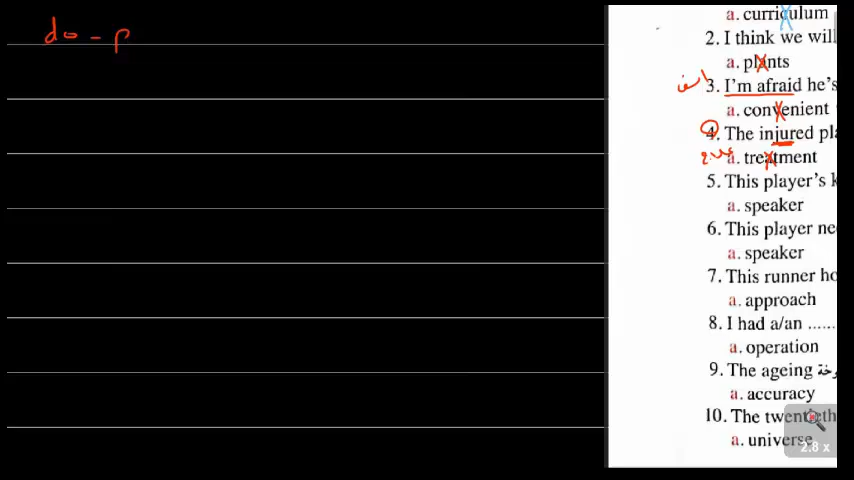 do - p
a. curriculum
2. I think we will
a. plants
3. I'm afraid he's
a. convenient
4. The injured pla
a. treatment
5. This player's k
a. speaker
6. This player ne
a. speaker
7. This runner ho
a. approach
8. I had a/an ......
a. operation
9. The ageing وخة
a. accuracy
10. The twentieth
a. universe
2.8 x